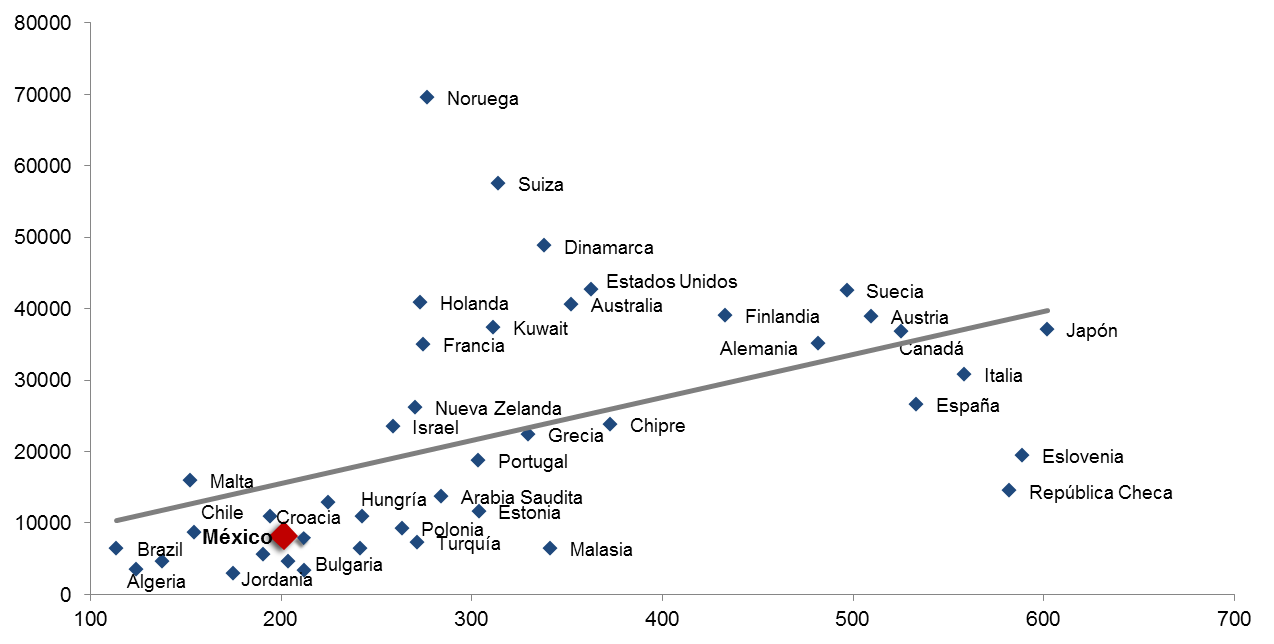 80000
70000
Noruega
60000
Suiza
50000
Dinamarca
Estados Unidos
Suecia
Holanda
Australia
40000
Finlandia
Austria
Kuwait
Japón
Francia
Alemania
Canadá
30000
Italia
Nueva Zelanda
España
Israel
Chipre
Grecia
20000
Portugal
Eslovenia
Malta
República Checa
Hungría
Arabia Saudita
Chile
Croacia
Estonia
10000
México
Polonia
Turquía
Brazil
Malasia
Bulgaria
Algeria
Jordania
0
100 200 300 400 500 600 700